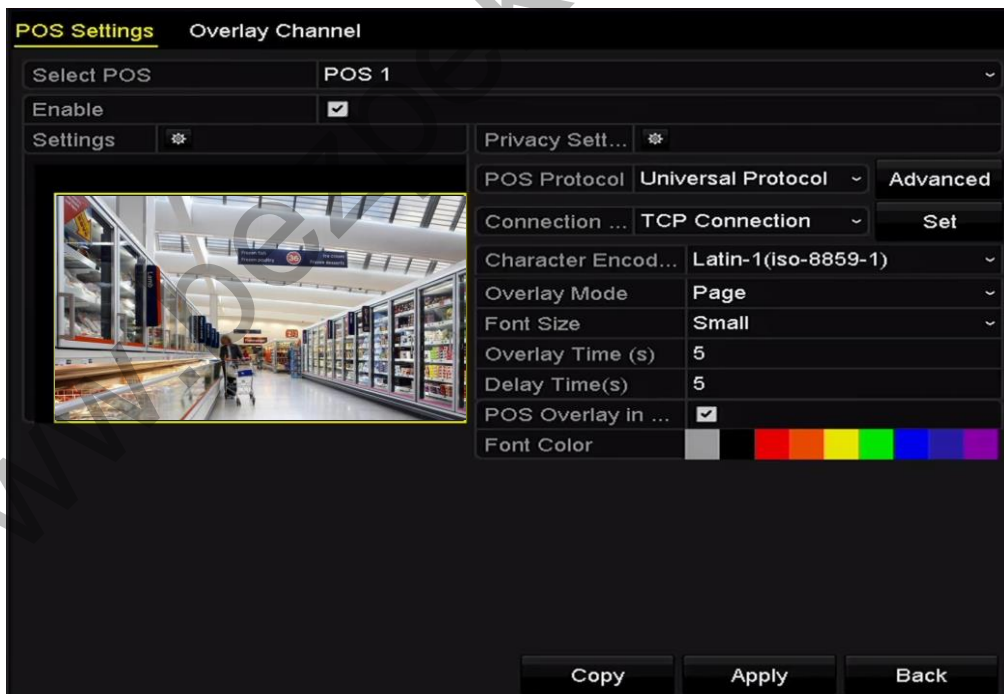 POS Settings Overlay Channel
Select POS POS 1
Enable
Settings Privacy Sett...
POS Protocol Universal Protocol Advanced
Connection ... TCP Connection Set
Character Encod... Latin-1(iso-8859-1)
Overlay Mode Page
Font Size Small
Overlay Time (s) 5
Delay Time(s) 5
POS Overlay in ...
Font Color
36
Copy Apply Back